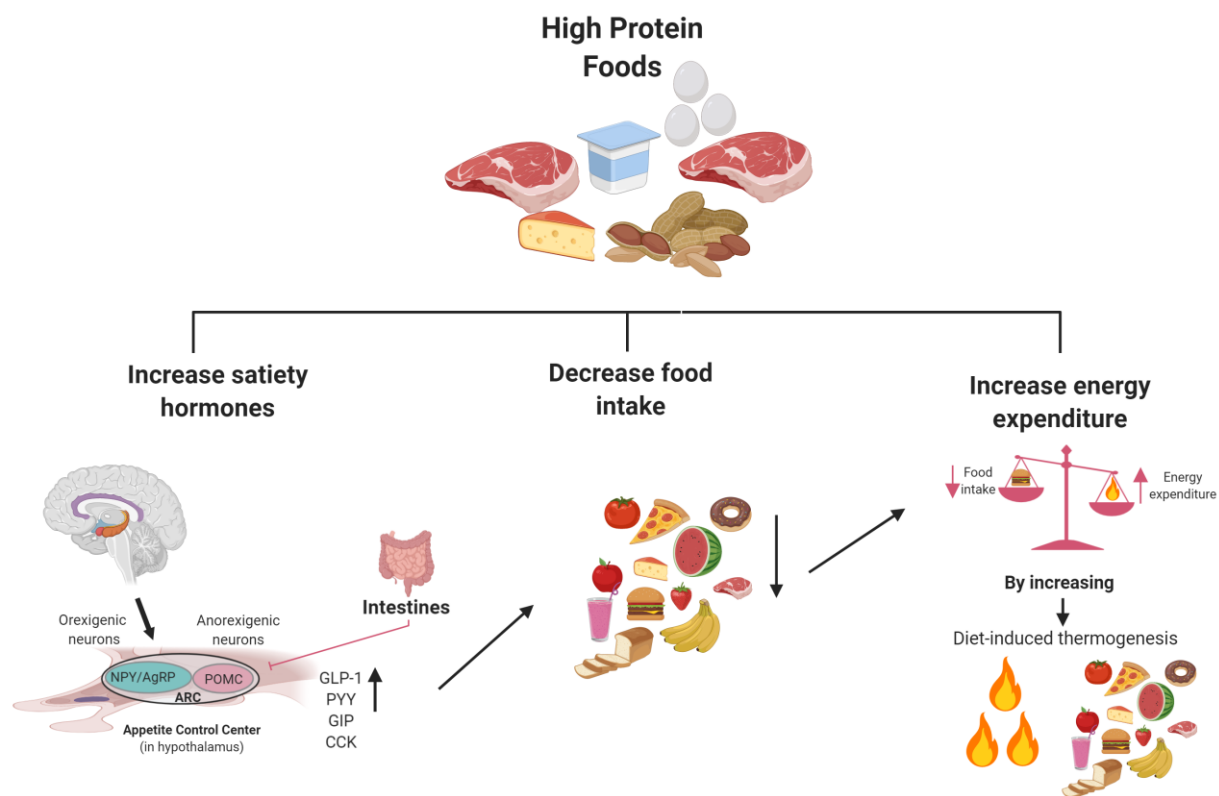 High Protein
Foods
Increase satiety
hormones
Decrease food
intake
Increase energy
expenditure
Food
intake
Energy
expenditure
Intestines
Orexigenic
neurons
Anorexigenic
neurons
NPY/AgRP
POMC
ARC
Appetite Control Center
(in hypothalamus)
GLP-1
PYY
GIP
CCK
By increasing
Diet-induced thermogenesis